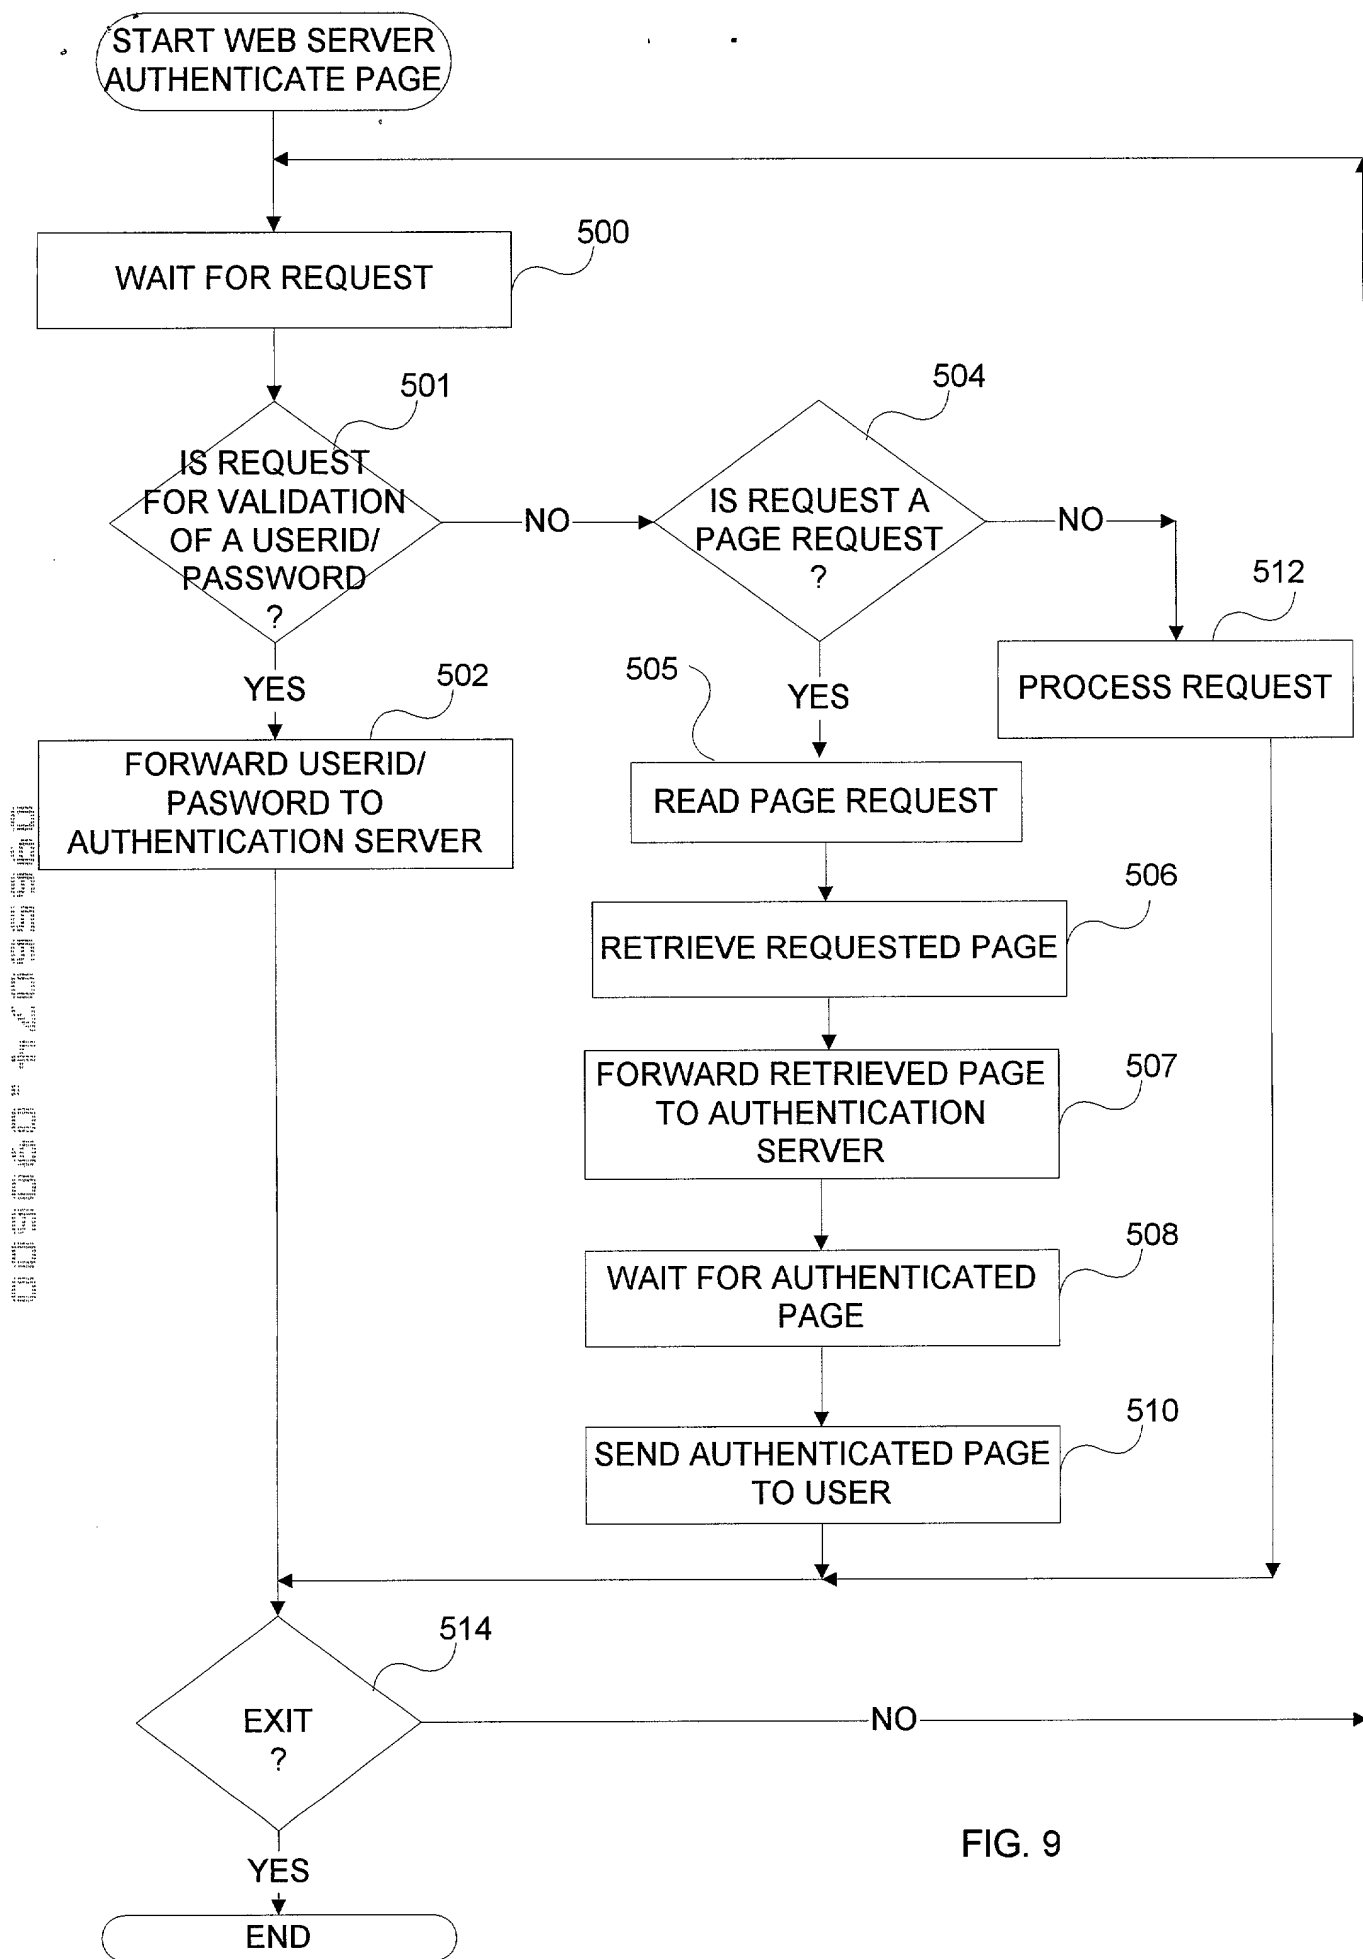 START WEB SERVER
AUTHENTICATE PAGE
500
WAIT FOR REQUEST
501
504
IS REQUEST
FOR VALIDATION
OF A USERID/
PASSWORD
?
NO
IS REQUEST A
PAGE REQUEST
?
NO
512
YES
502
505
YES
PROCESS REQUEST
FORWARD USERID/
PASWORD TO
AUTHENTICATION SERVER
READ PAGE REQUEST
506
RETRIEVE REQUESTED PAGE
507
FORWARD RETRIEVED PAGE
TO AUTHENTICATION
SERVER
508
WAIT FOR AUTHENTICATED
PAGE
510
SEND AUTHENTICATED PAGE
TO USER
514
EXIT
?
NO
YES
END
FIG. 9